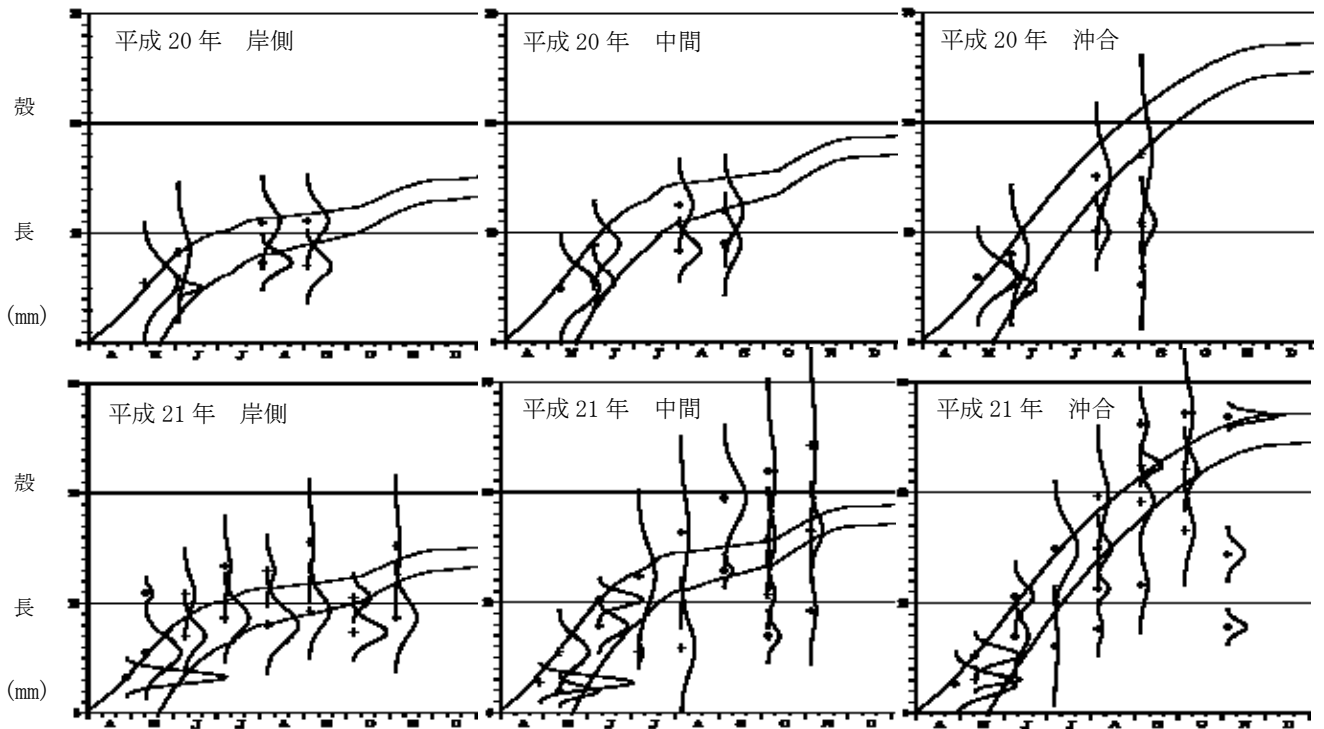 平成 20 年　岸側
平成 20 年　中間
平成 20 年　沖合
殻
長
(mm)
A M J J A S O N D
A M J J A S O N D
A M J J A S O N D
平成 21 年　岸側
平成 21 年　中間
平成 21 年　沖合
殻
長
(mm)
A M J J A S O N D
A M J J A S O N D
A M J J A S O N D